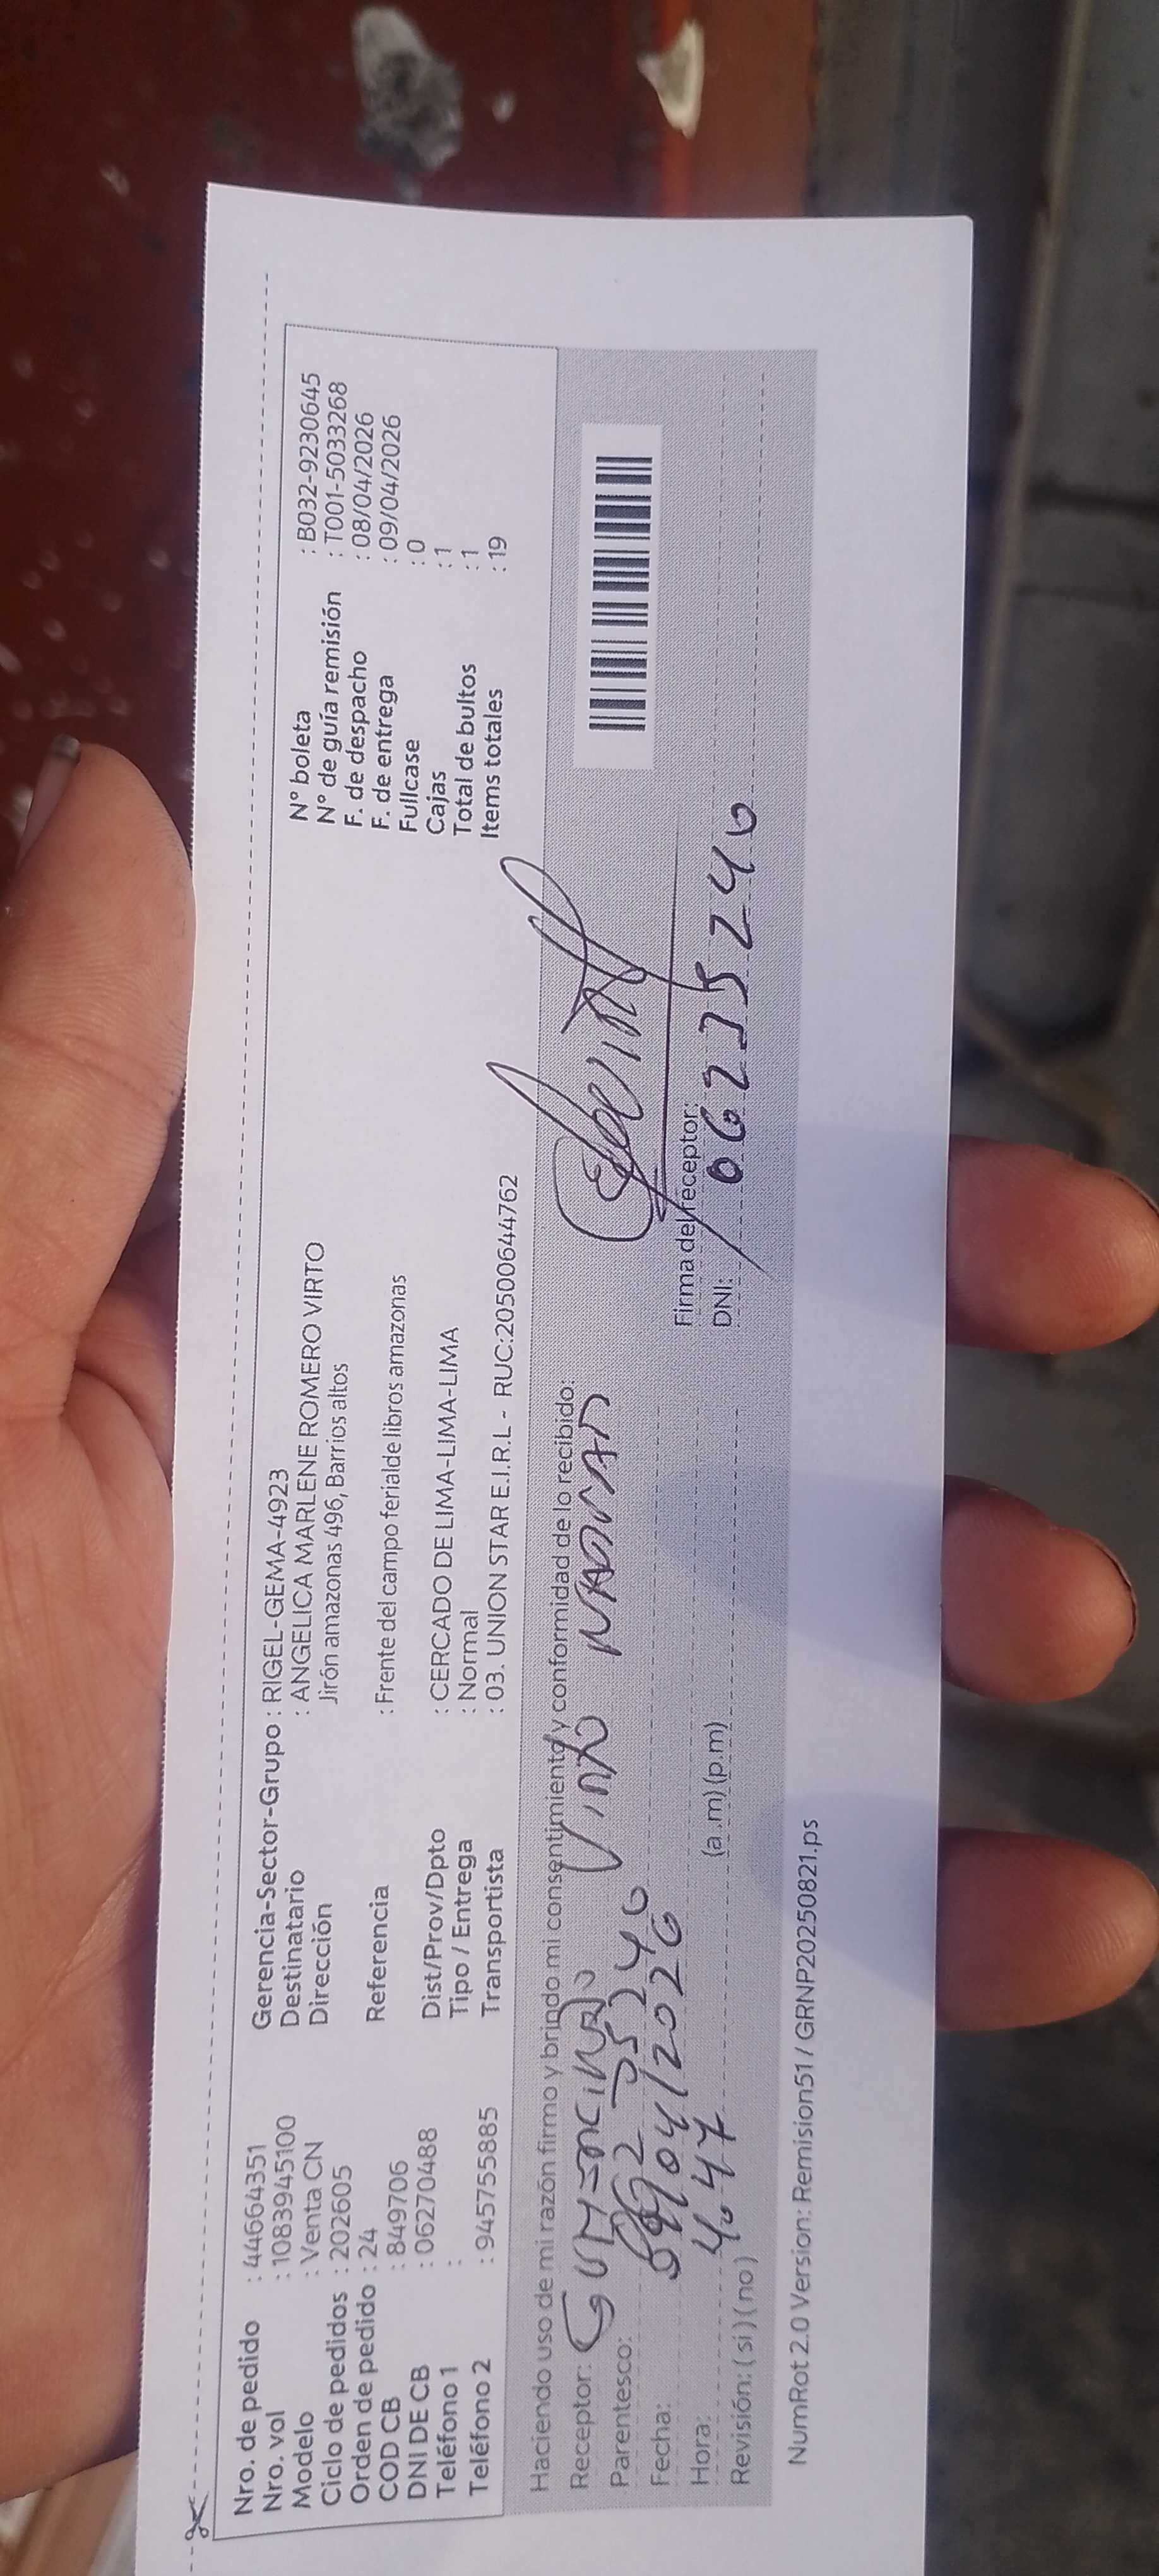 Nro. de pedido : 44664351
Nro. vol : 1083945100
Modelo : Venta CN
Ciclo de pedidos : 202605
Orden de pedido : 24
COD CB : 849706
DNI DE CB : 06270488
Teléfono 1 :
Teléfono 2 : 945755885
Gerencia-Sector-Grupo : RIGEL-GEMA-4923
Destinatario : ANGELICA MARLENE ROMERO VIRTO
Dirección Jirón amazonas 496, Barrios altos
Referencia : Frente del campo ferialde libros amazonas
Dist/Prov/Dpto : CERCADO DE LIMA-LIMA-LIMA
Tipo / Entrega : Normal
Transportista : 03. UNION STAR E.I.R.L - RUC:20500644762
N° boleta : B032-9230645
N° de guía remisión : T001-5033268
F. de despacho : 08/04/2026
F. de entrega : 09/04/2026
Fullcase : 0
Cajas : 1
Total de bultos : 1
Items totales : 19
Haciendo uso de mi razón firmo y brindo mi consentimiento y conformidad de lo recibido:
Receptor: Virto
Parentesco:
Fecha: 09/04/2026
Hora: 4.47 (a.m) (p.m)
Revisión: ( si ) ( no )
Firma del receptor:
DNI: 06235240
NumRot 2.0 Version: Remision51 / GRNP20250821.ps